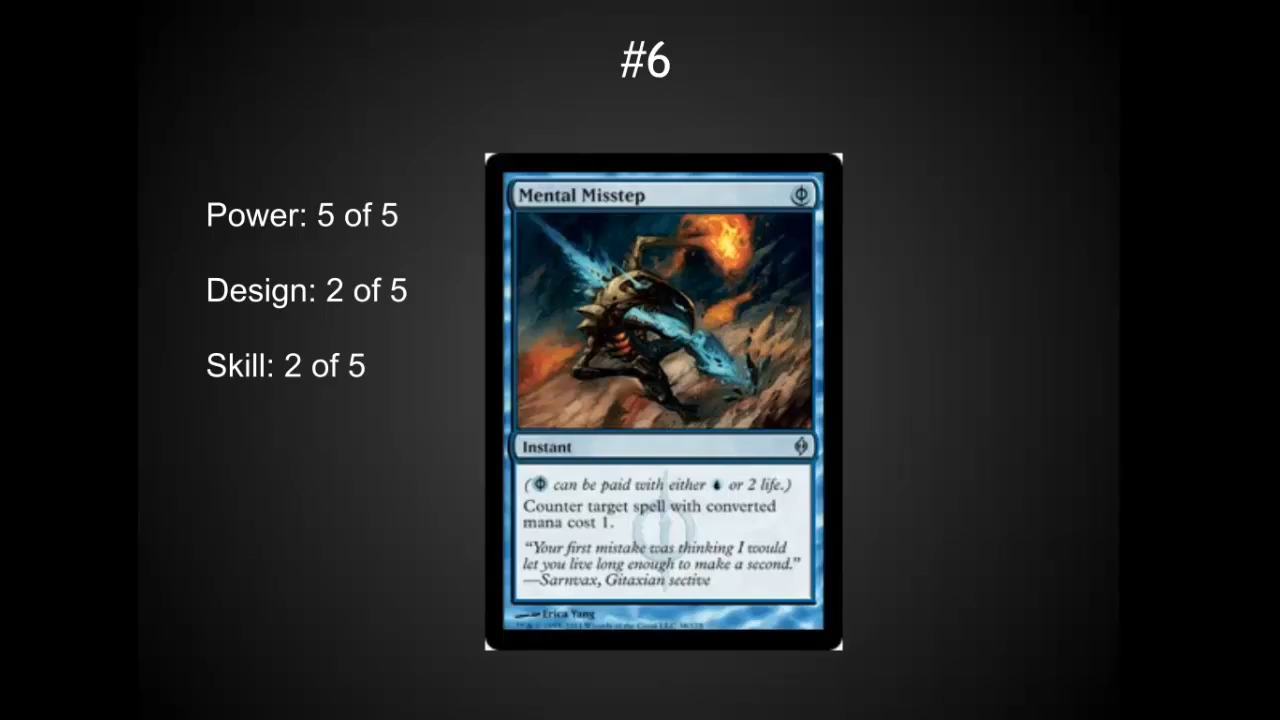 #6
Power: 5 of 5
Design: 2 of 5
Skill: 2 of 5
Mental Misstep
Instant
( can be paid with either or 2 life.)
Counter target spell with converted
mana cost 1.
“Your first mistake was thinking I would
let you live long enough to make a second.”
—Sarnvax, Gitaxian sective
Erica Yang